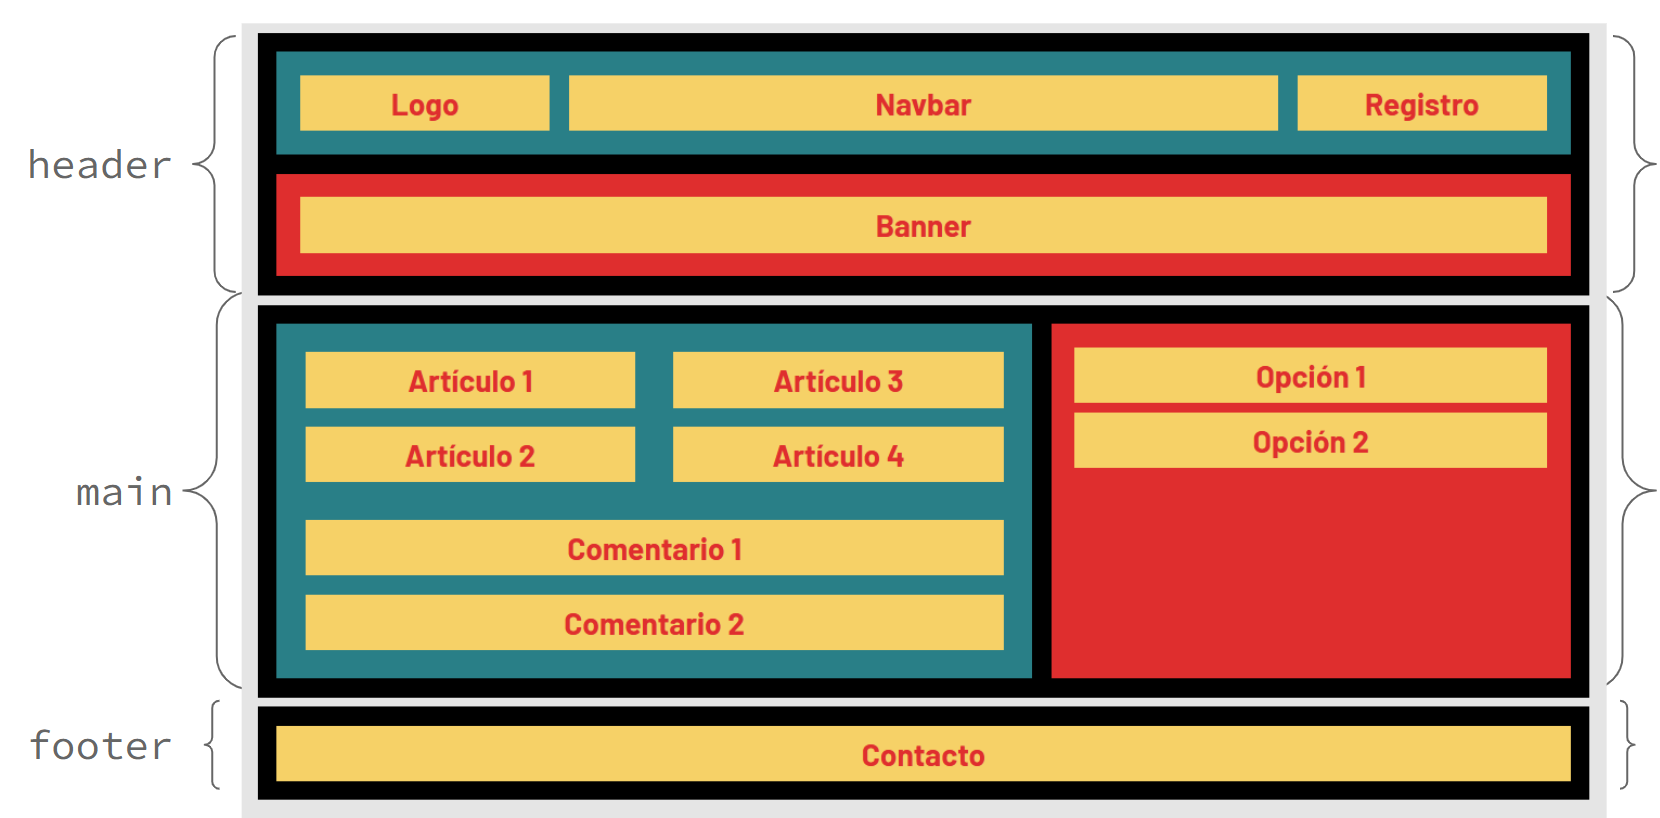 header
Logo
Navbar
Registro
Banner
main
Artículo 1
Artículo 3
Artículo 2
Artículo 4
Comentario 1
Comentario 2
Opción 1
Opción 2
footer
Contacto